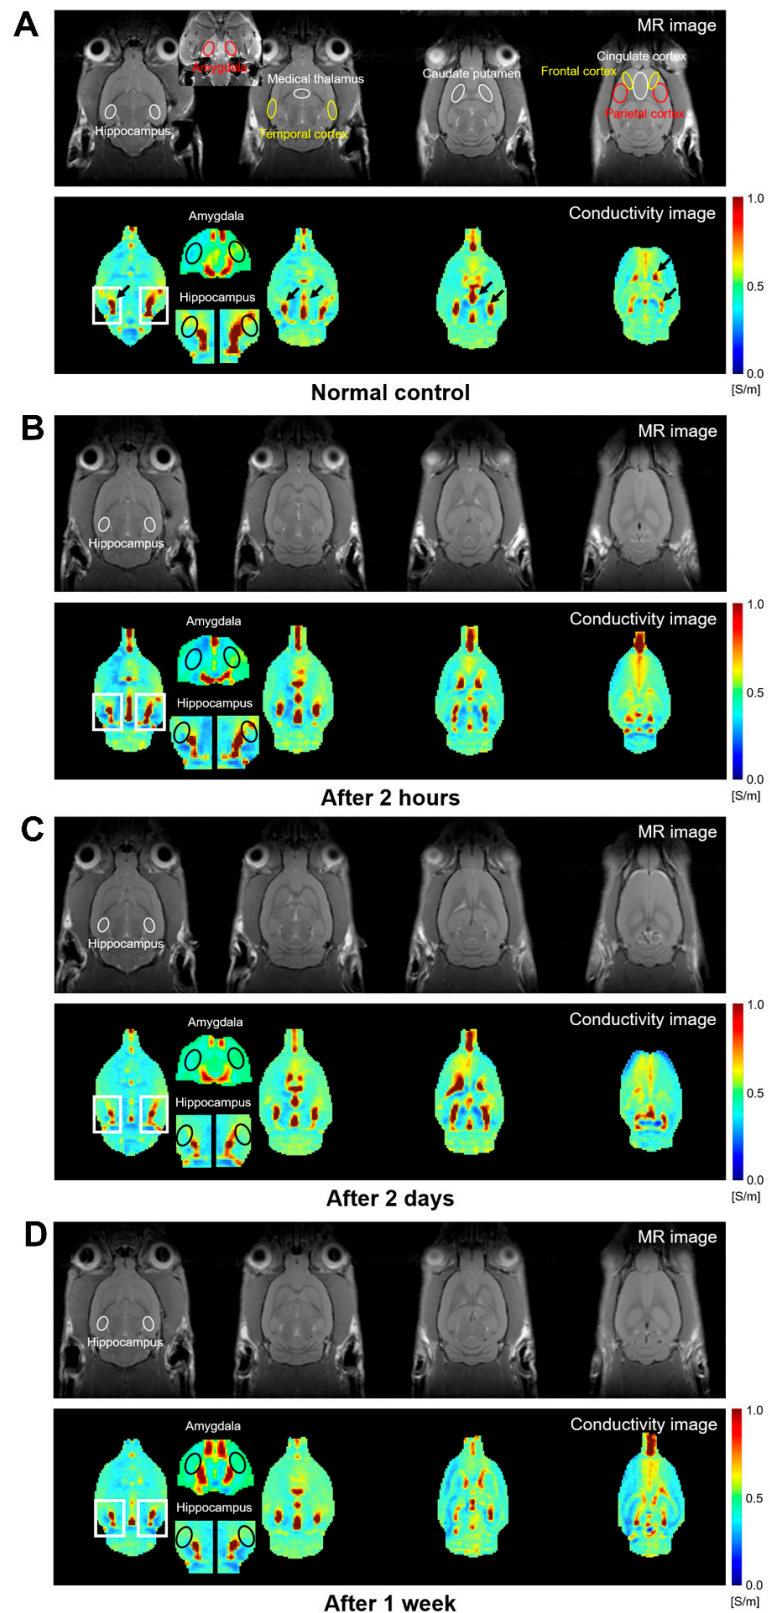 A
MR image
Amygdala
Medical thalamus
Hippocampus
Temporal cortex
Caudate putamen
Cingulate cortex
Frontal cortex
Parietal cortex
Conductivity image
Amygdala
Hippocampus
1.0
0.5
0.0
[S/m]
Normal control
B
MR image
Hippocampus
Conductivity image
Amygdala
Hippocampus
1.0
0.5
0.0
[S/m]
After 2 hours
C
MR image
Hippocampus
Conductivity image
Amygdala
Hippocampus
1.0
0.5
0.0
[S/m]
After 2 days
D
MR image
Hippocampus
Conductivity image
Amygdala
Hippocampus
1.0
0.5
0.0
[S/m]
After 1 week